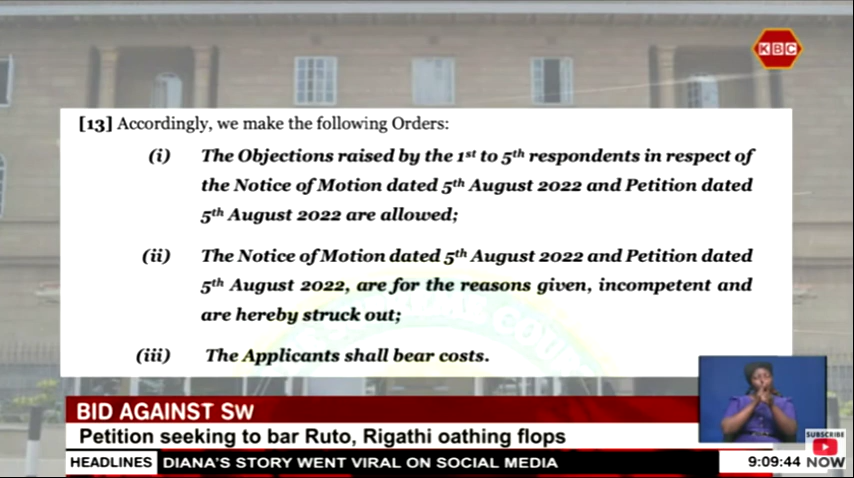 KBC
[13] Accordingly, we make the following Orders:
(i) The Objections raised by the 1st to 5th respondents in respect of
the Notice of Motion dated 5th August 2022 and Petition dated
5th August 2022 are allowed;
(ii) The Notice of Motion dated 5th August 2022 and Petition dated
5th August 2022, are for the reasons given, incompetent and
are hereby struck out;
(iii) The Applicants shall bear costs.
BID AGAINST SW
Petition seeking to bar Ruto, Rigathi oathing flops
SUBSCRIBE
HEADLINES DIANA'S STORY WENT VIRAL ON SOCIAL MEDIA 9:09:44 NOW